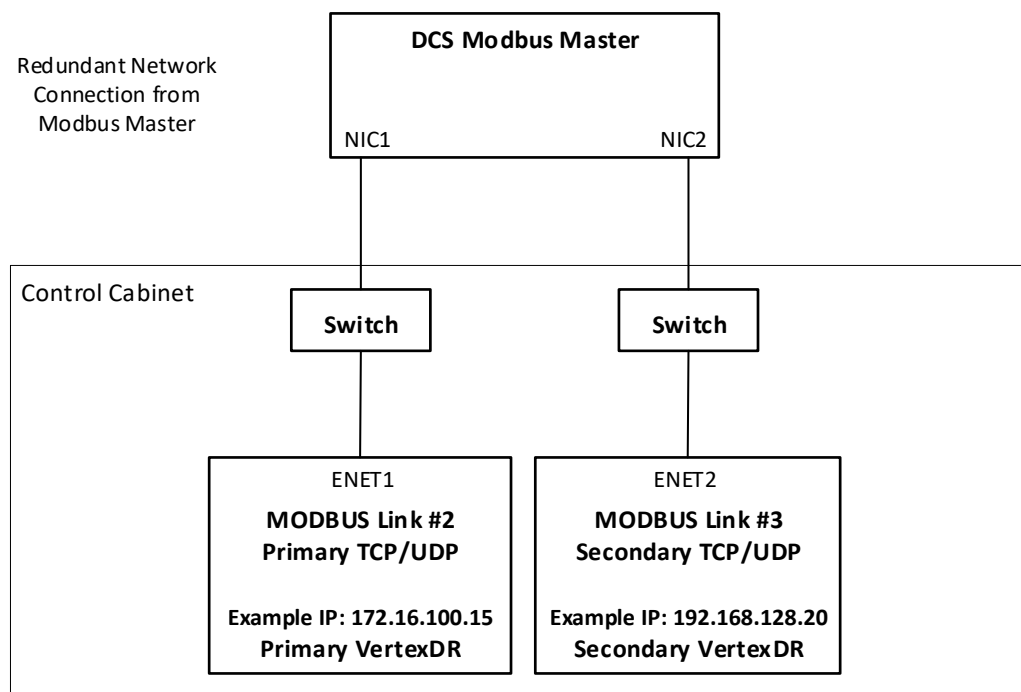 DCS Modbus Master
Redundant Network
Connection from
Modbus Master
NIC1
NIC2
Control Cabinet
Switch
Switch
ENET1
MODBUS Link #2
Primary TCP/UDP
Example IP: 172.16.100.15
Primary VertexDR
ENET2
MODBUS Link #3
Secondary TCP/UDP
Example IP: 192.168.128.20
Secondary VertexDR